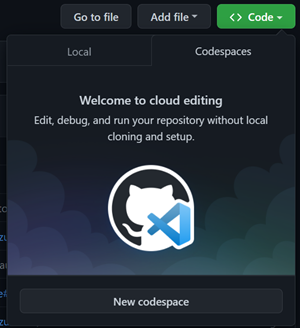 Go to file Add file Code
Local Codespaces
Welcome to cloud editing
Edit, debug, and run your repository without local
cloning and setup.
New codespace